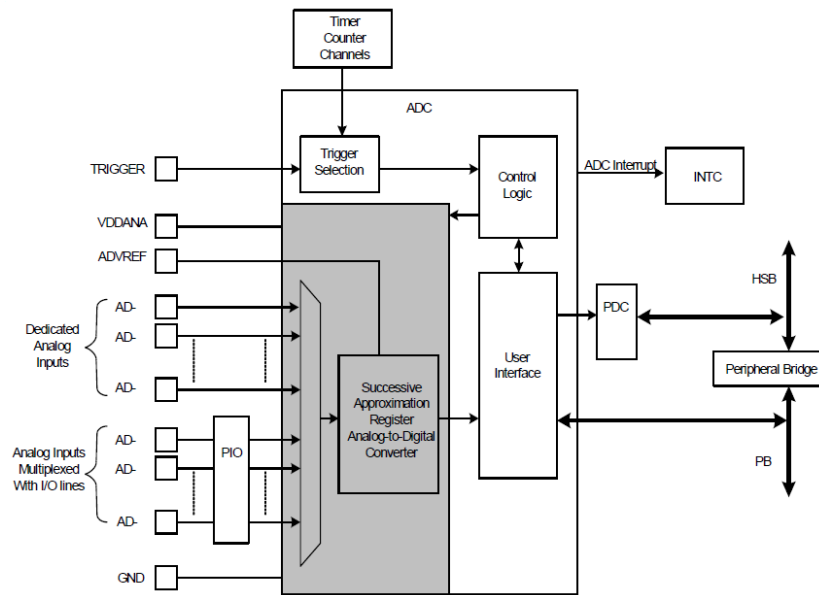 Timer
Counter
Channels
ADC
TRIGGER
Trigger
Selection
Control
Logic
ADC Interrupt
INTC
VDDANA
ADVREF
HSB
Dedicated
Analog
Inputs
AD-
AD-
AD-
User
Interface
PDC
Peripheral Bridge
Successive
Approximation
Register
Analog-to-Digital
Converter
Analog Inputs
Multiplexed
With I/O lines
AD-
AD-
AD-
PIO
PB
GND